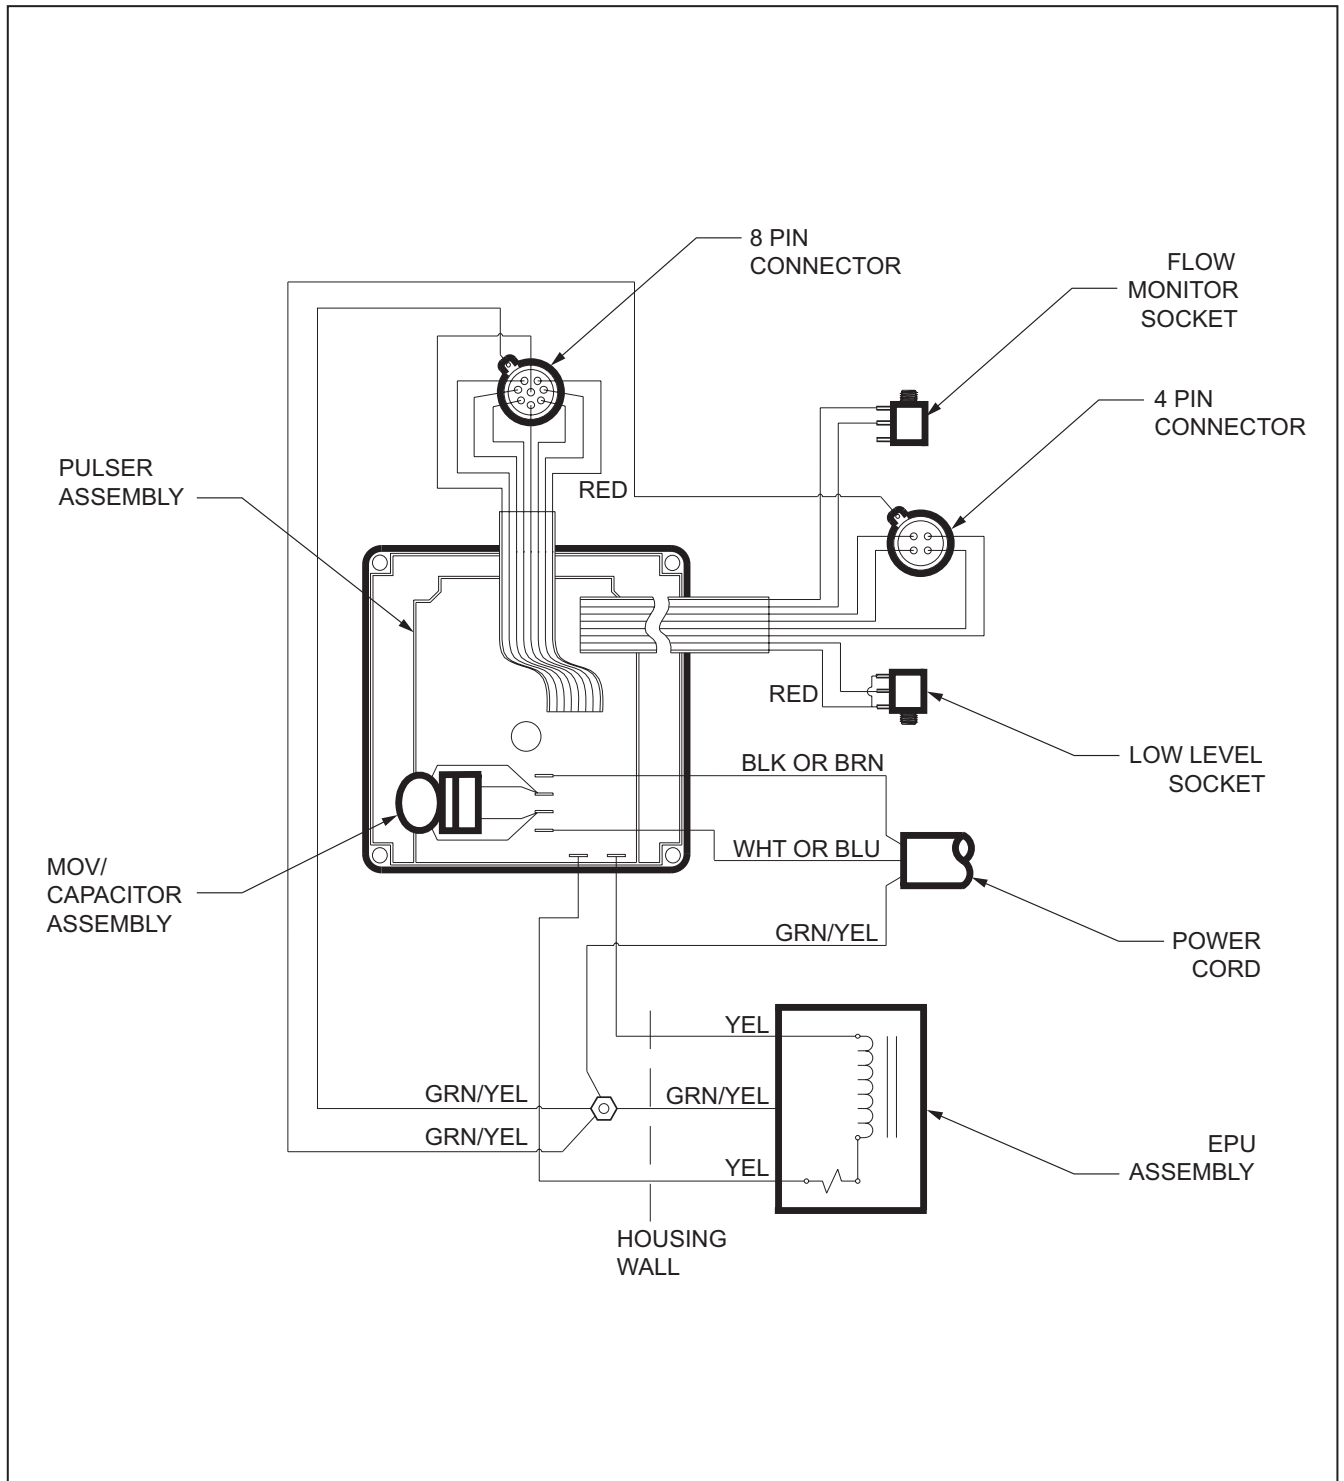 8 PIN
CONNECTOR
FLOW
MONITOR
SOCKET
4 PIN
CONNECTOR
PULSER
ASSEMBLY
RED
RED
LOW LEVEL
SOCKET
BLK OR BRN
WHT OR BLU
MOV/
CAPACITOR
ASSEMBLY
GRN/YEL
POWER
CORD
YEL
GRN/YEL
GRN/YEL
GRN/YEL
EPU
ASSEMBLY
YEL
HOUSING
WALL